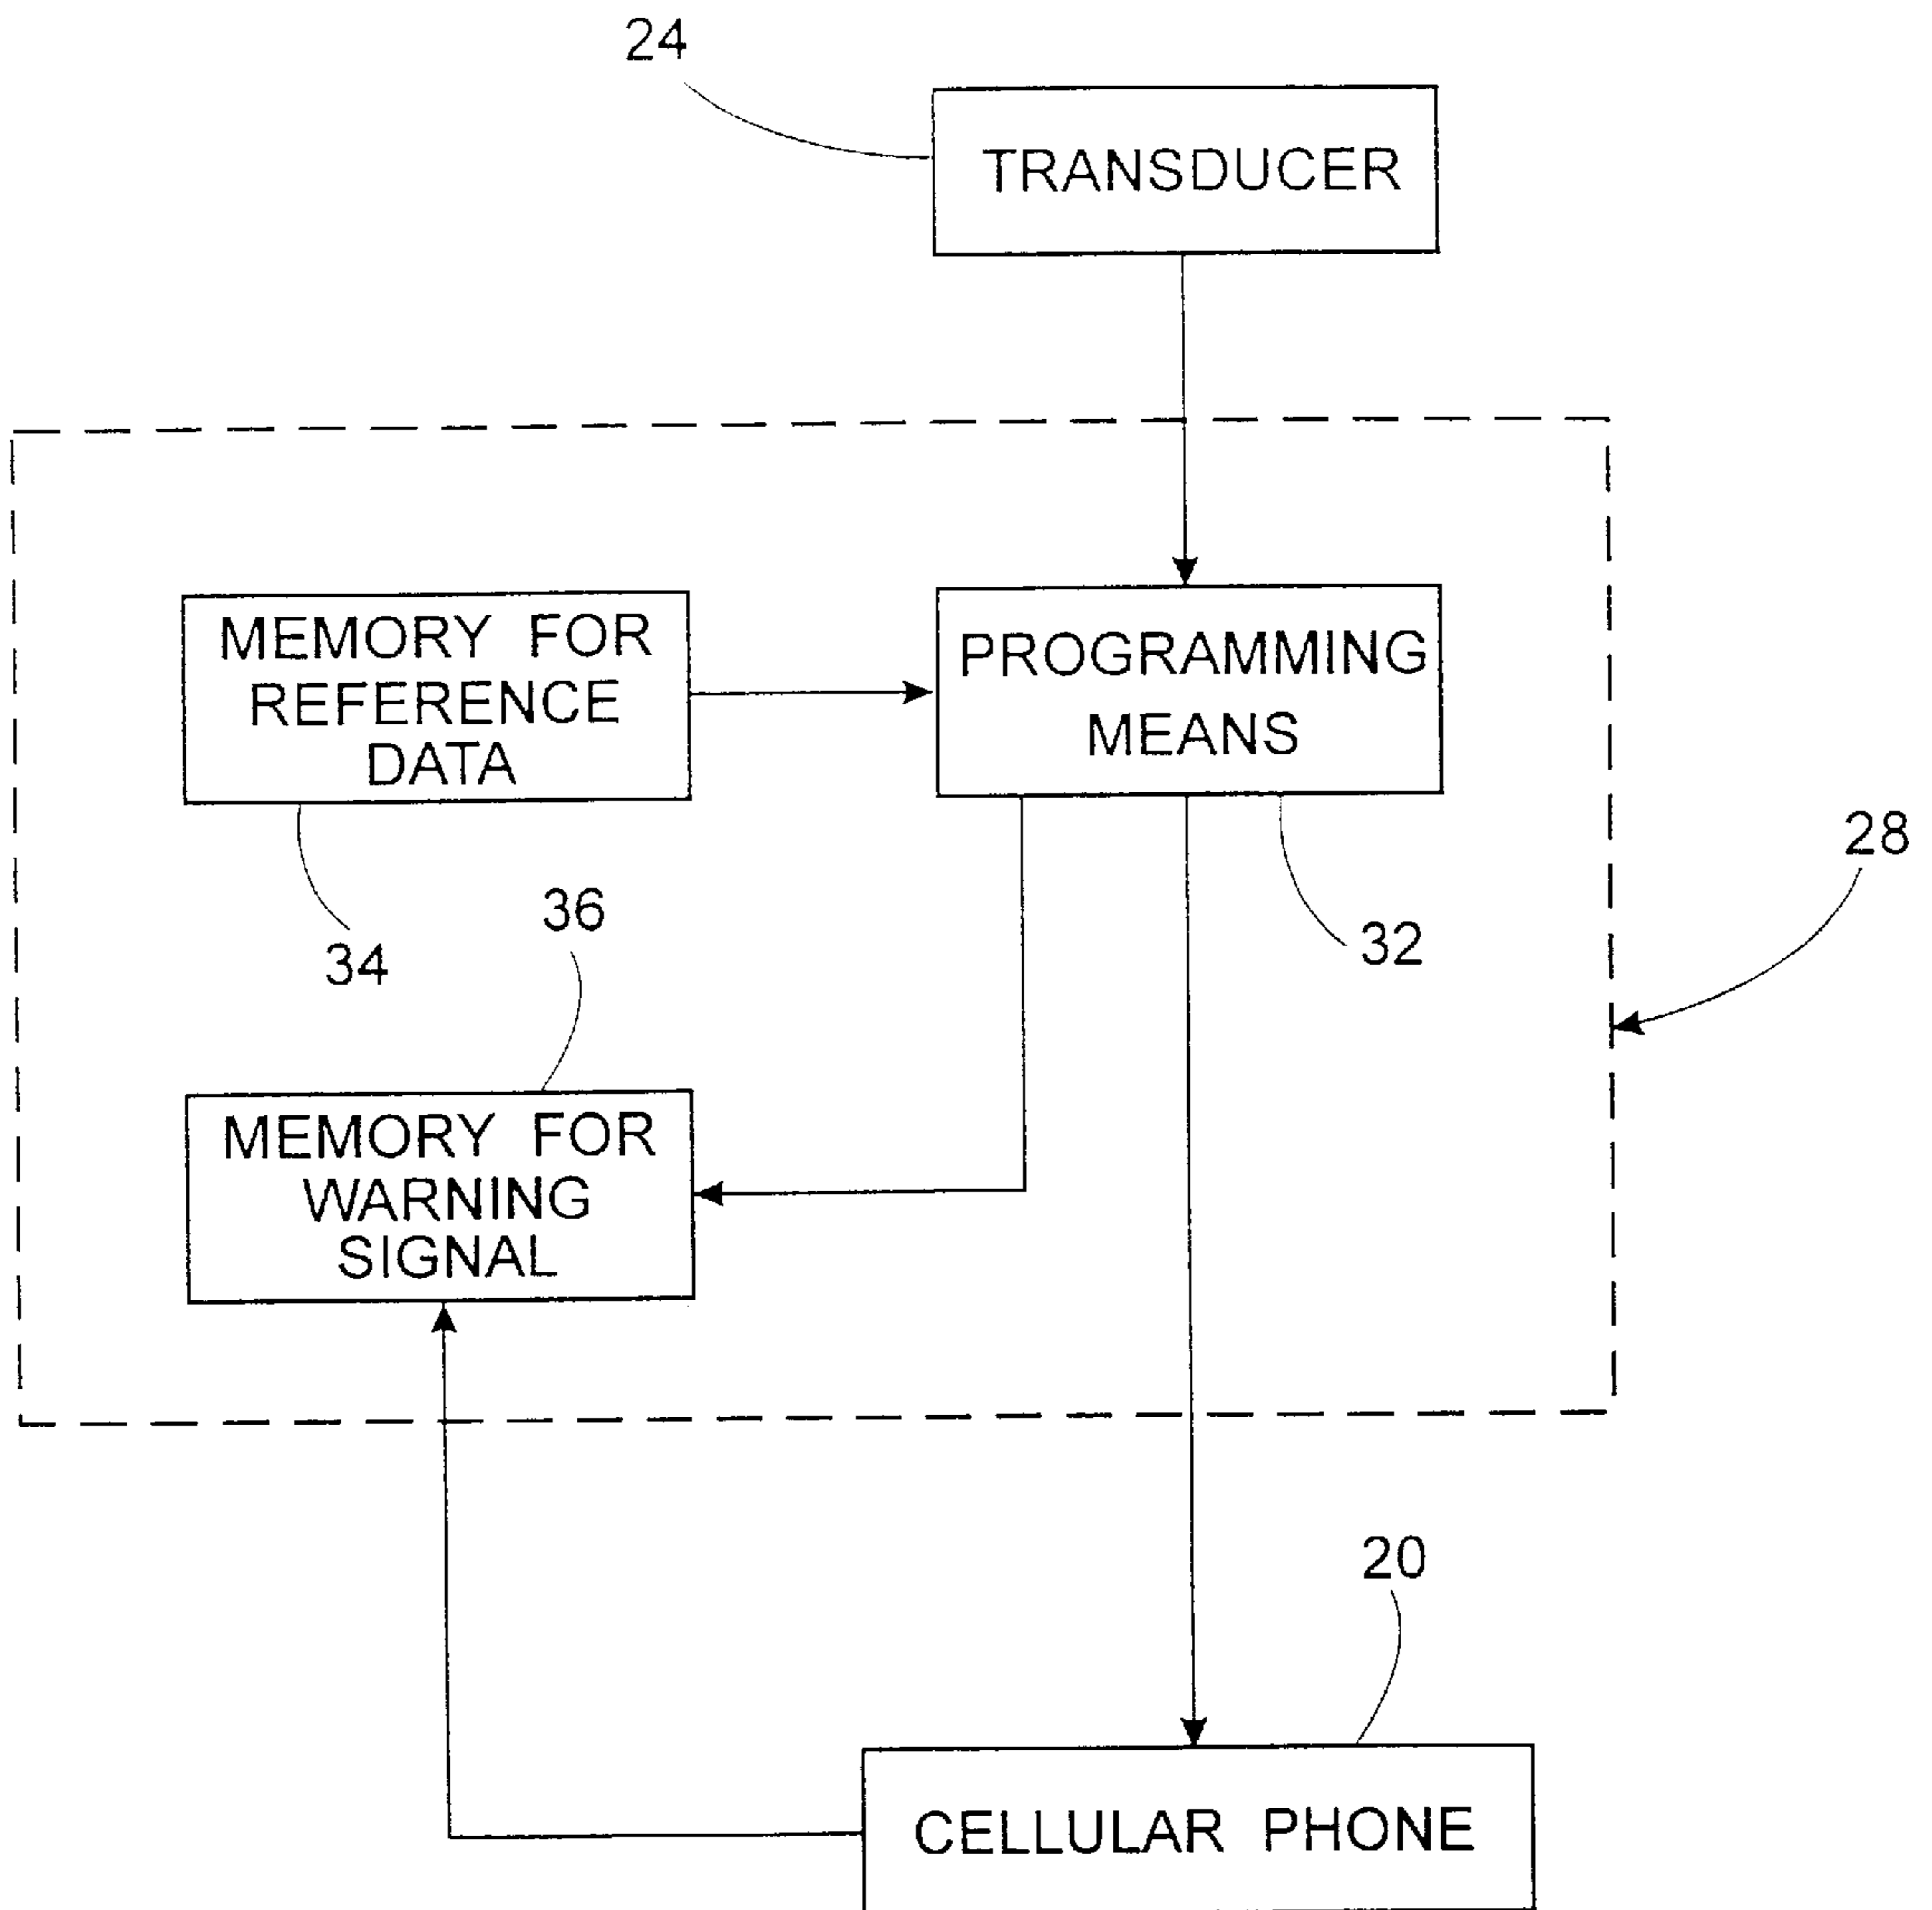 24
TRANSDUCER
MEMORY FOR
REFERENCE
DATA
PROGRAMMING
MEANS
28
36
34
32
MEMORY FOR
WARNING
SIGNAL
20
CELLULAR PHONE